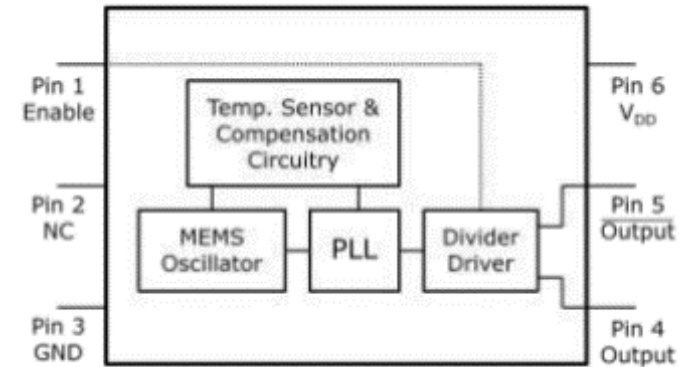 Pin 1
Enable
Pin 2
NC
Pin 3
GND
Temp. Sensor &
Compensation
Circuitry
MEMS
Oscillator
PLL
Divider
Driver
Pin 6
VDD
Pin 5
Output
Pin 4
Output